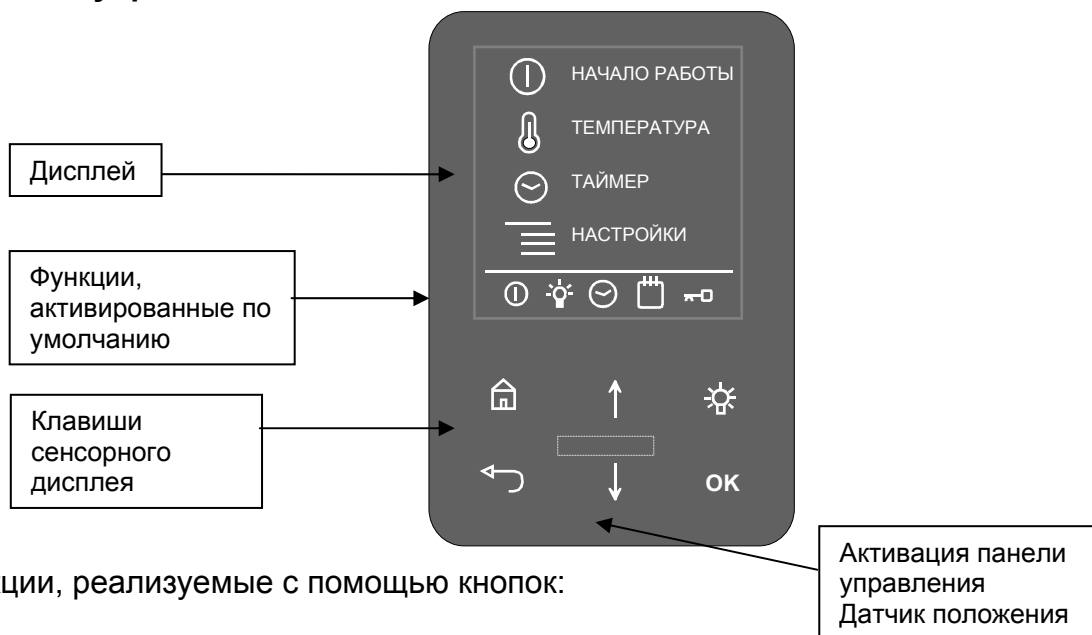 НАЧАЛО РАБОТЫ
ТЕМПЕРАТУРА
ТАЙМЕР
НАСТРОЙКИ
Дисплей
Функции,
активированные по
умолчанию
Клавиши
сенсорного
дисплея
OK
Активация панели
управления
Датчик положения
ции, реализуемые с помощью кнопок: